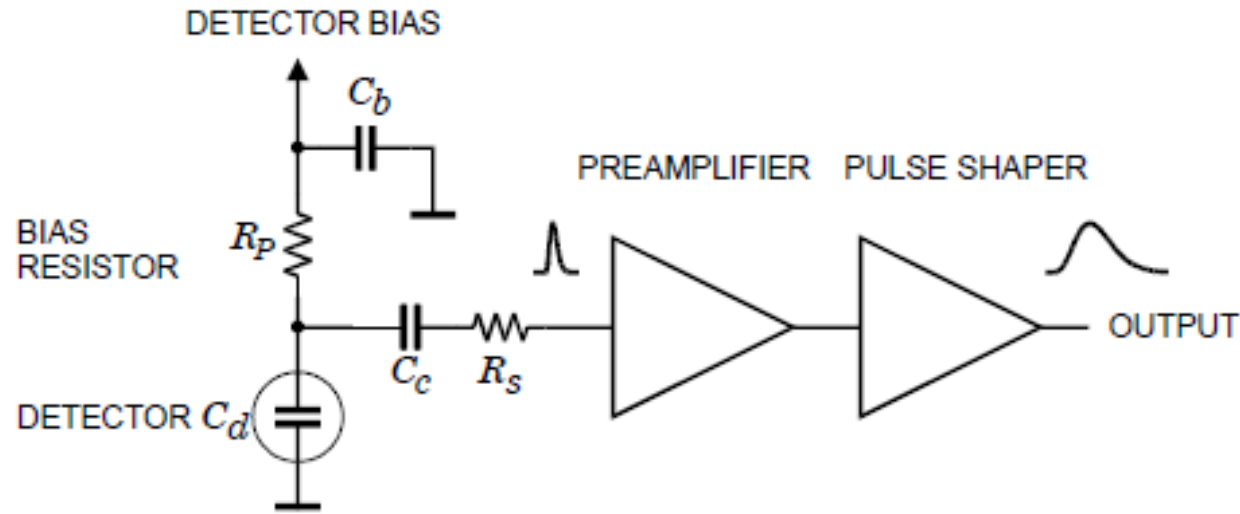 DETECTOR BIAS
C_b
PREAMPLIFIER PULSE SHAPER
BIAS
RESISTOR
R_P
OUTPUT
C_c R_s
DETECTOR C_d